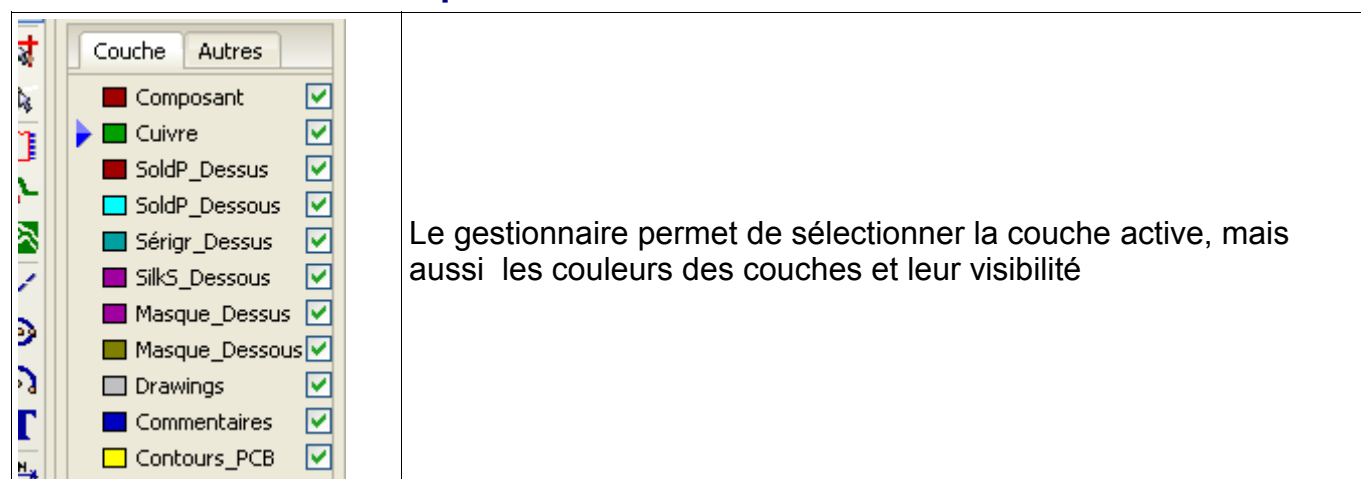 Couche Autres
Composant
Cuivre
SoldP_Dessus
SoldP_Dessous
Sérigr_Dessus
SilkS_Dessous
Masque_Dessus
Masque_Dessous
Drawings
Commentaires
Contours_PCB
Le gestionnaire permet de sélectionner la couche active, mais
aussi les couleurs des couches et leur visibilité